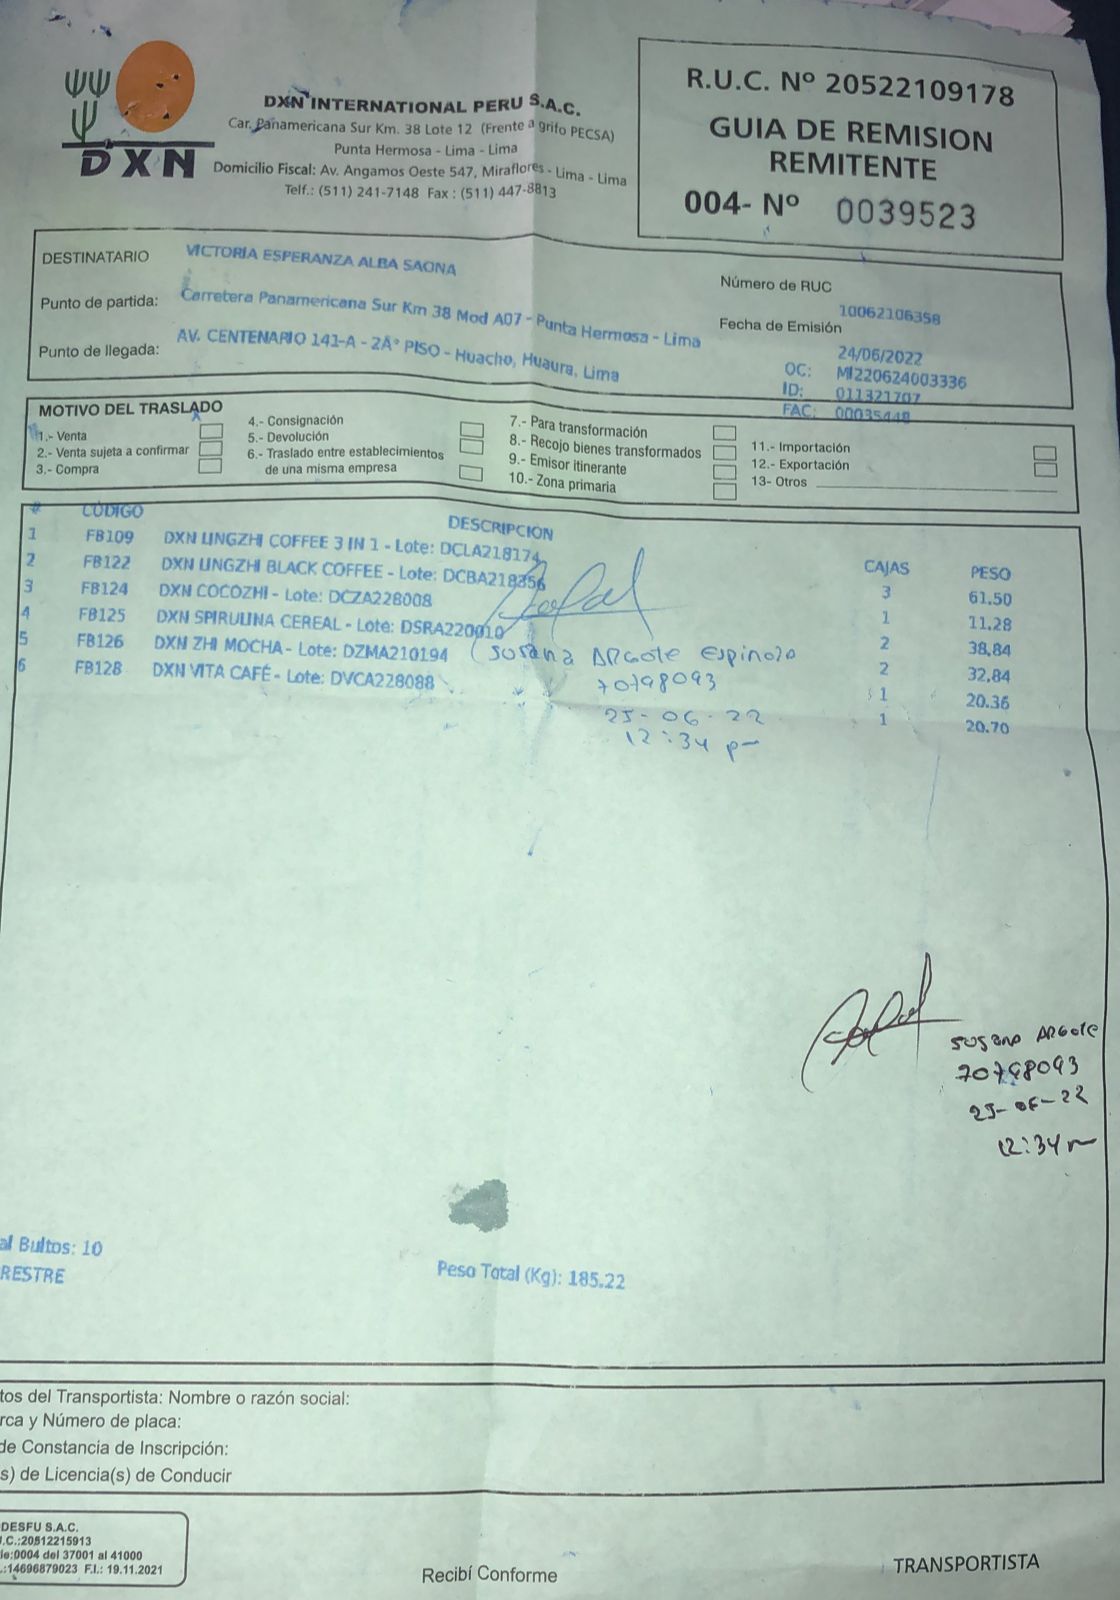 DXN
DXN INTERNATIONAL PERU S.A.C.
Car. Panamericana Sur Km. 38 Lote 12 (Frente a grifo PECSA)
Punta Hermosa - Lima - Lima
Domicilio Fiscal: Av. Angamos Oeste 547, Miraflores - Lima - Lima
Telf.: (511) 241-7148 Fax : (511) 447-8813
R.U.C. Nº 20522109178
GUIA DE REMISION
REMITENTE
004- Nº 0039523
DESTINATARIO VICTORIA ESPERANZA ALBA SAONA
Punto de partida: Carretera Panamericana Sur Km 38 Mod A07 - Punta Hermosa - Lima
Punto de llegada: AV. CENTENARIO 141-A - 2Aº PISO - Huacho, Huaura, Lima
Número de RUC
10062106358
Fecha de Emisión
24/06/2022
OC: MI220624003336
ID: 011321707
FAC: 00035448
MOTIVO DEL TRASLADO
1.- Venta
2.- Venta sujeta a confirmar
3.- Compra
4.- Consignación
5.- Devolución
6.- Traslado entre establecimientos
de una misma empresa
7.- Para transformación
8.- Recojo bienes transformados
9.- Emisor itinerante
10.- Zona primaria
11.- Importación
12.- Exportación
13- Otros
# CODIGO DESCRIPCION CAJAS PESO
1 FB109 DXN LINGZHI COFFEE 3 IN 1 - Lote: DCLA218174 3 61.50
2 FB122 DXN LINGZHI BLACK COFFEE - Lote: DCBA218356 1 11.28
3 FB124 DXN COCOZHI - Lote: DCZA228008 2 38.84
4 FB125 DXN SPIRULINA CEREAL - Lote: DSRA220010 2 32.84
5 FB126 DXN ZHI MOCHA - Lote: DZMA210194 1 20.36
6 FB128 DXN VITA CAFÉ - Lote: DVCA228088 1 20.70
Susana ARGOTE Espinoza
70798093
25-06-22
12:34 pm
Susana ARGOTE
70798093
25-06-22
12:34 m
al Bultos: 10
RESTRE
Peso Total (Kg): 185.22
tos del Transportista: Nombre o razón social:
rca y Número de placa:
de Constancia de Inscripción:
s) de Licencia(s) de Conducir
DESFU S.A.C.
.C.:20512215913
ie:0004 del 37001 al 41000
.:14696879023 F.I.: 19.11.2021
Recibí Conforme
TRANSPORTISTA